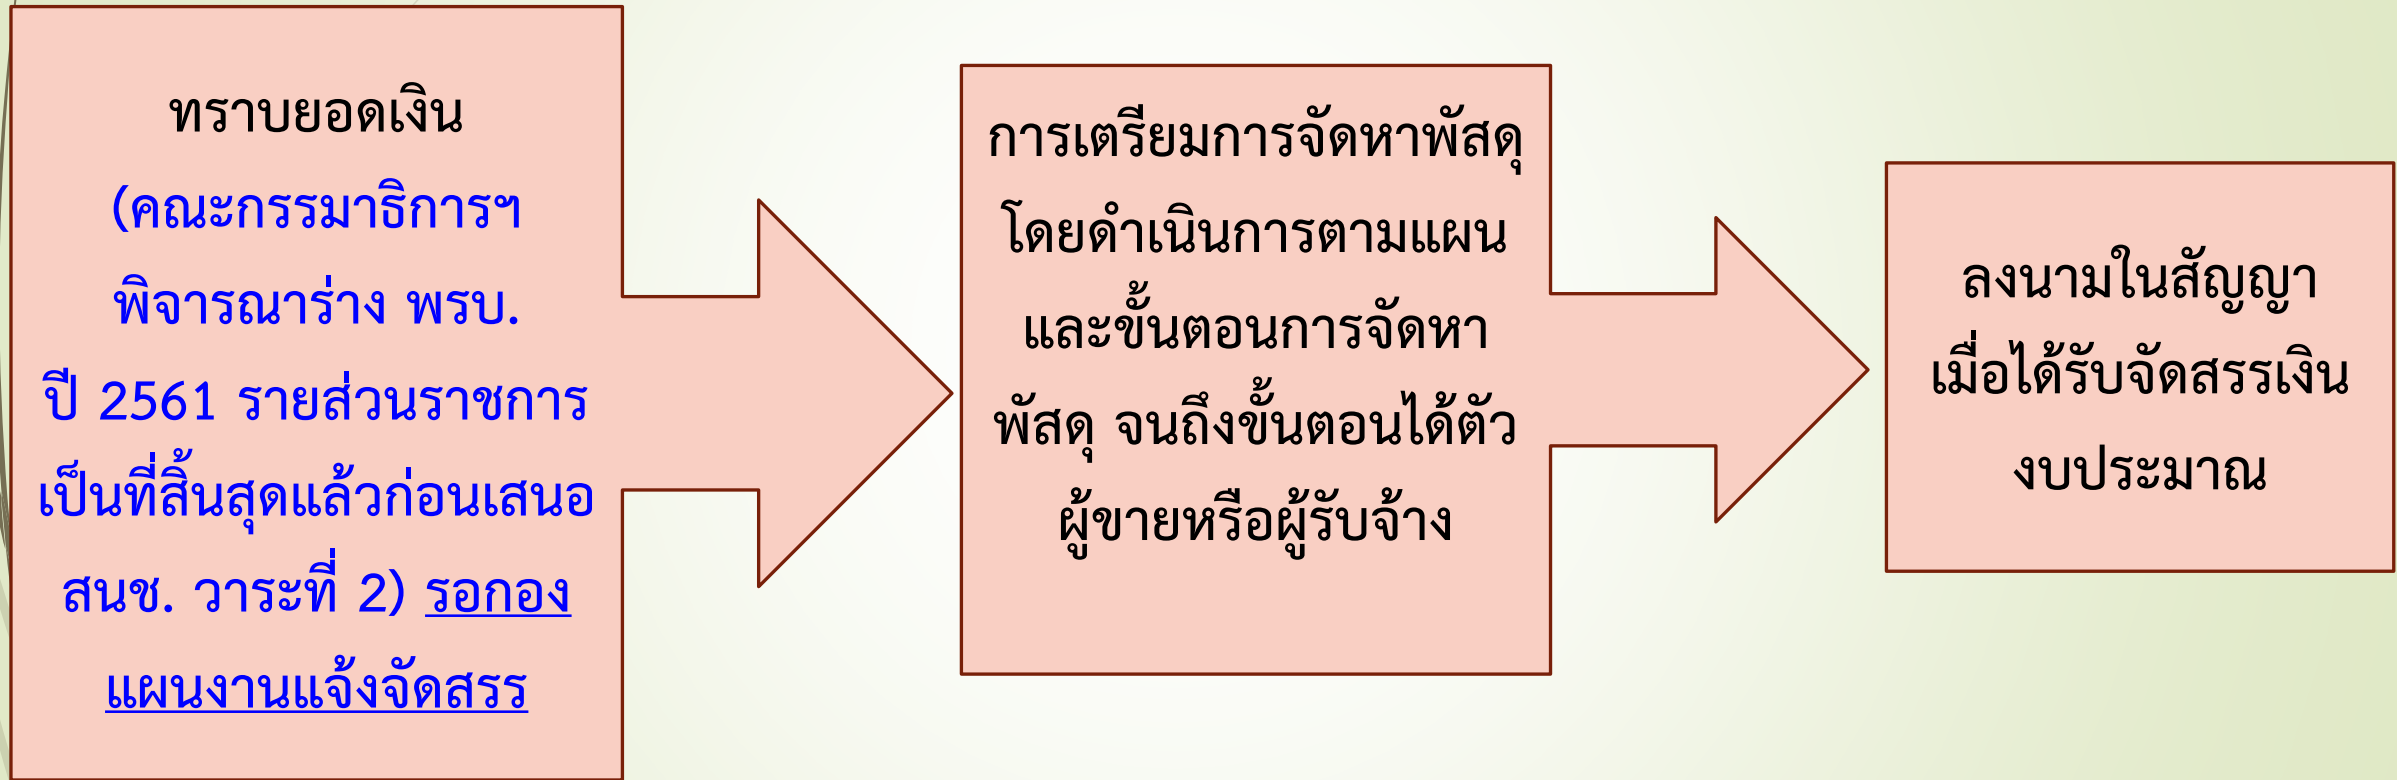 ทราบยอดเงิน
(คณะกรรมาธิการฯ
พิจารณาร่าง พรบ.
ปี 2561 รายส่วนราชการ
เป็นที่สิ้นสุดแล้วก่อนเสนอ
สนช. วาระที่ 2) รอกอง
แผนงานแจ้งจัดสรร
การเตรียมการจัดหาพัสดุ
โดยดำเนินการตามแผน
และขั้นตอนการจัดหา
พัสดุ จนถึงขั้นตอนได้ตัว
ผู้ขายหรือผู้รับจ้าง
ลงนามในสัญญา
เมื่อได้รับจัดสรรเงิน
งบประมาณ